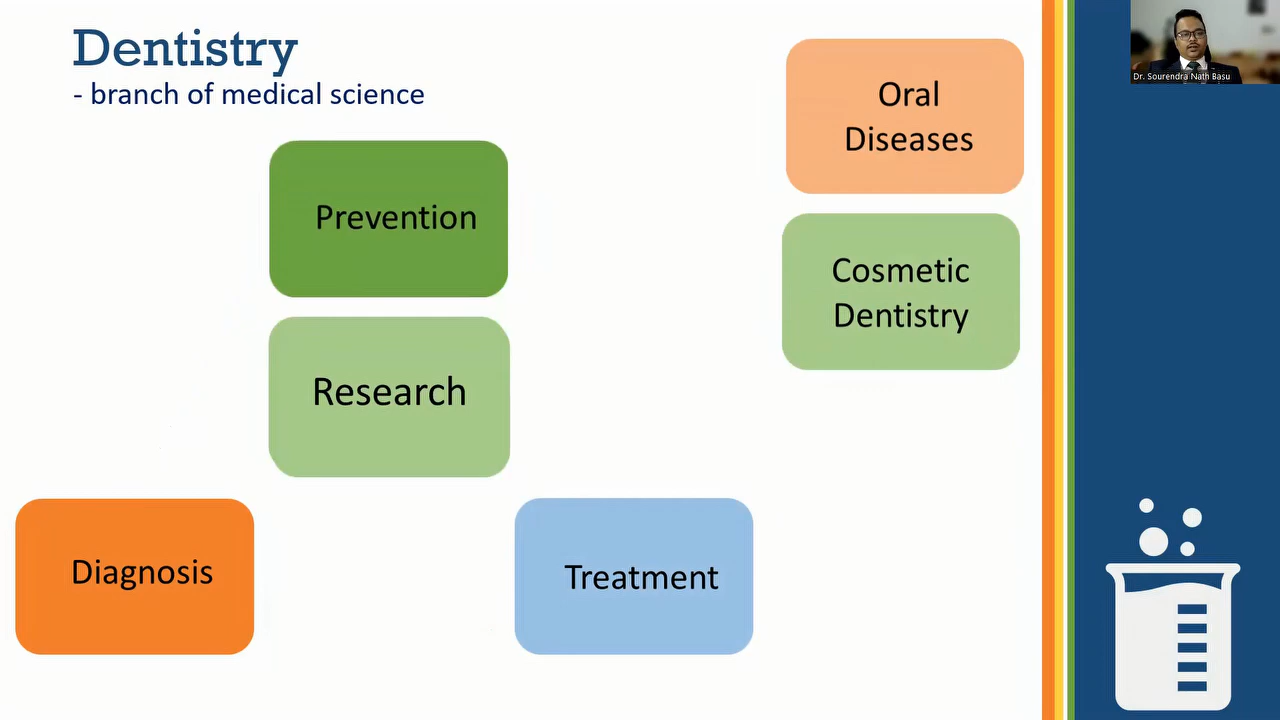 Dentistry
- branch of medical science
Prevention
Research
Diagnosis
Treatment
Oral
Diseases
Cosmetic
Dentistry
Dr. Sourendra Nath Basu